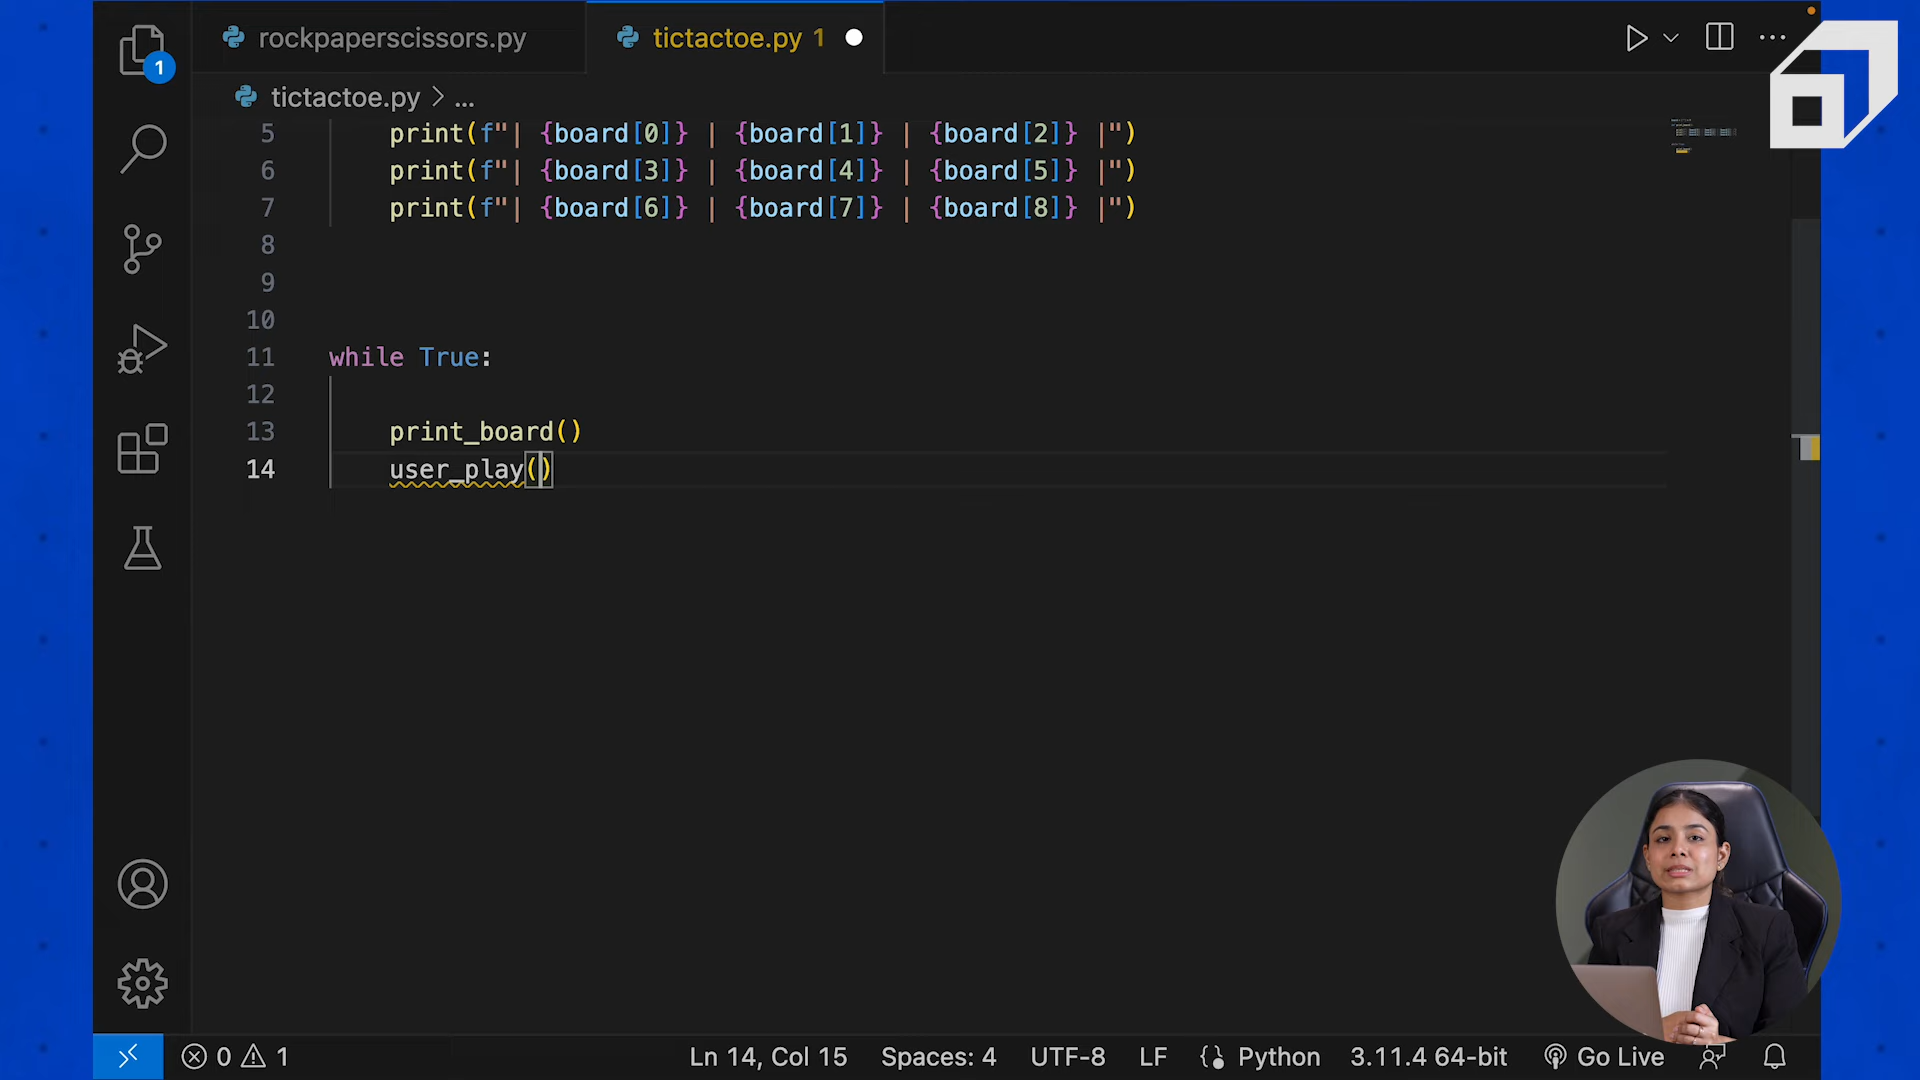 rockpaperscissors.py
tictactoe.py 1
1
tictactoe.py > ...
5 print(f"| {board[0]} | {board[1]} | {board[2]} |")
6 print(f"| {board[3]} | {board[4]} | {board[5]} |")
7 print(f"| {board[6]} | {board[7]} | {board[8]} |")
8
9
10
11 while True:
12
13 print_board()
14 user_play()
0 1 Ln 14, Col 15 Spaces: 4 UTF-8 LF Python 3.11.4 64-bit Go Live